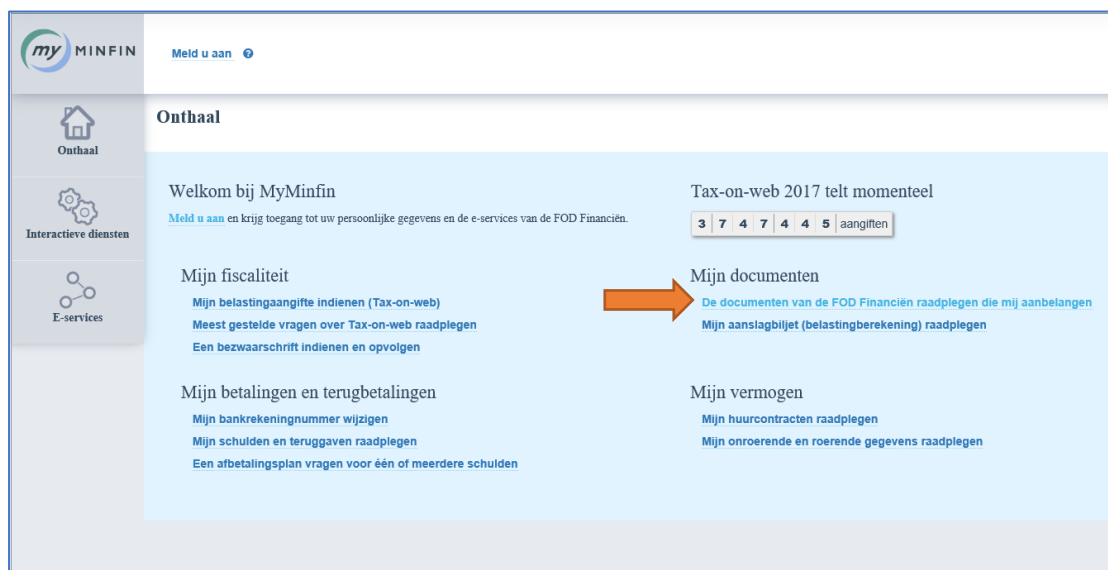 my MINFIN
Meld u aan
Onthaal
Onthaal
Interactieve diensten
E-services
Welkom bij MyMinfin
Meld u aan en krijg toegang tot uw persoonlijke gegevens en de e-services van de FOD Financiën.
Tax-on-web 2017 telt momenteel
3 7 4 7 4 4 5 aangiften
Mijn fiscaliteit
Mijn belastingaangifte indienen (Tax-on-web)
Meest gestelde vragen over Tax-on-web raadplegen
Een bezwaarschrift indienen en opvolgen
Mijn documenten
De documenten van de FOD Financiën raadplegen die mij aanbelangen
Mijn aanslagbiljet (belastingberekening) raadplegen
Mijn betalingen en terugbetalingen
Mijn bankrekeningnummer wijzigen
Mijn schulden en teruggaven raadplegen
Een afbetalingsplan vragen voor één of meerdere schulden
Mijn vermogen
Mijn huurcontracten raadplegen
Mijn onroerende en roerende gegevens raadplegen